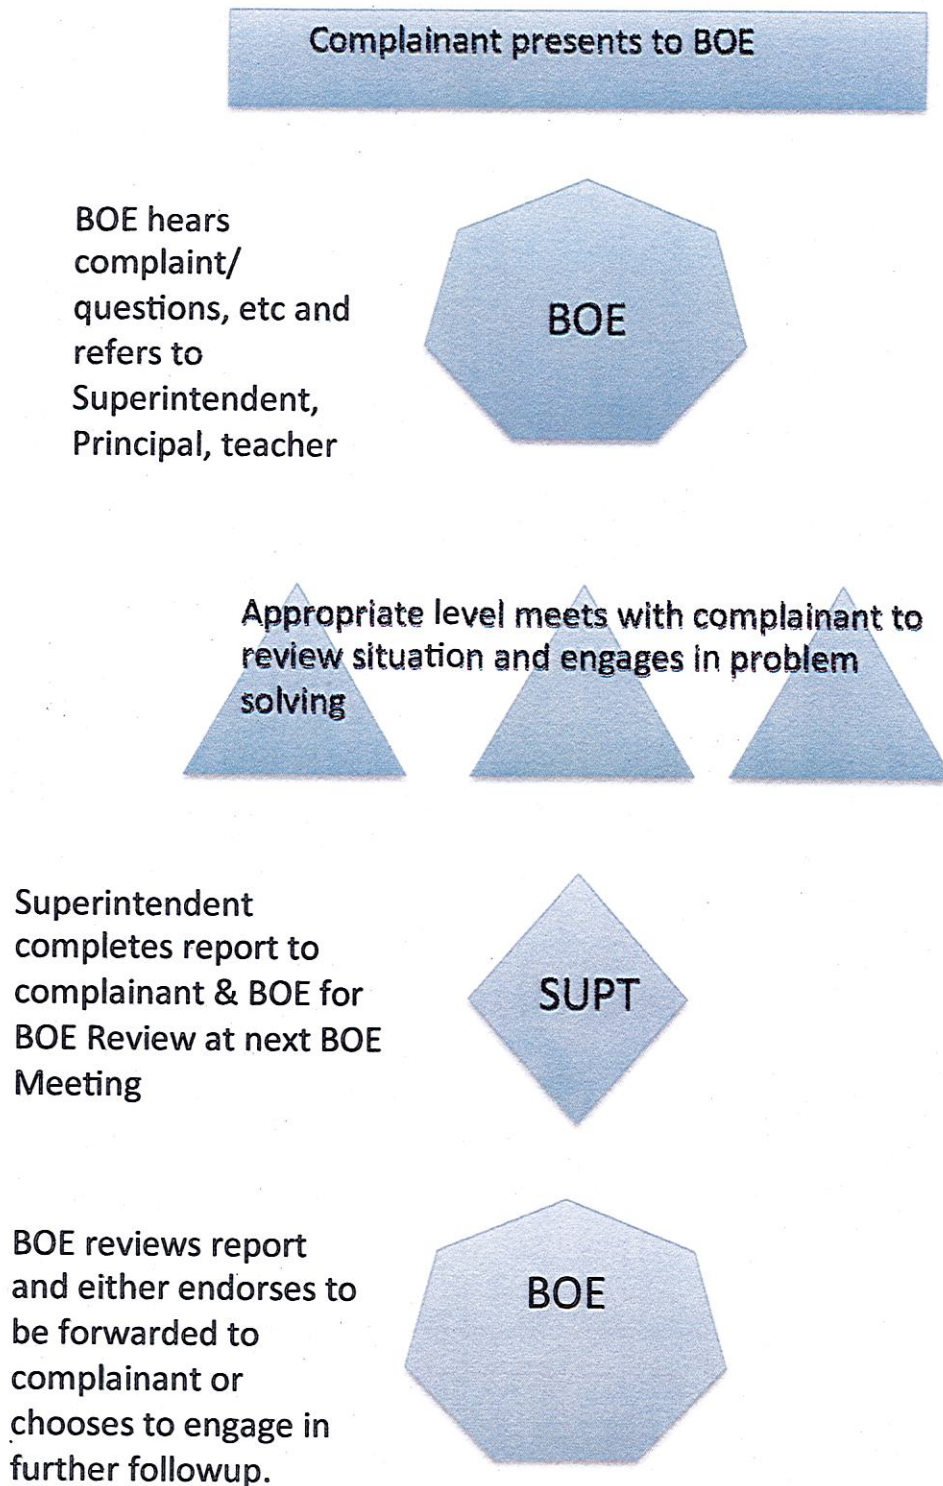 Complainant presents to BOE
BOE hears
complaint/
questions, etc and
refers to
Superintendent,
Principal, teacher
BOE
Appropriate level meets with complainant to
review situation and engages in problem
solving
Superintendent
completes report to
complainant & BOE for
BOE Review at next BOE
Meeting
SUPT
BOE reviews report
and either endorses to
be forwarded to
complainant or
chooses to engage in
further followup.
BOE